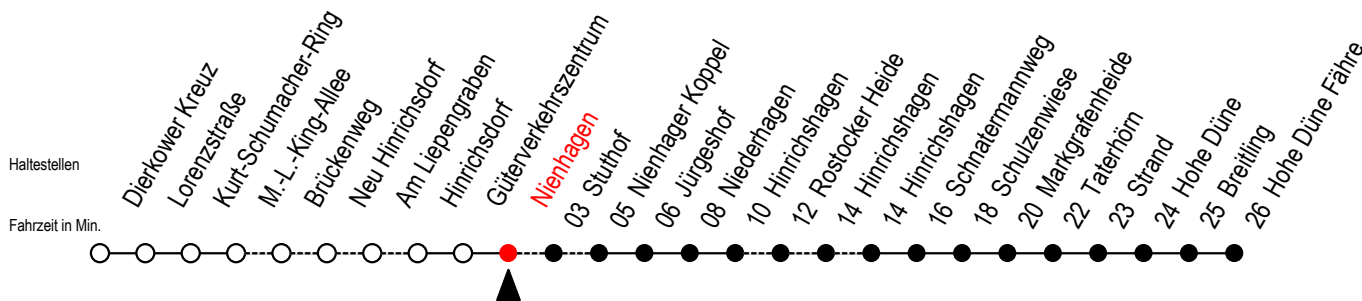 Haltestellen
Fahrzeit in Min.
Dierkower Kreuz
Lorenzstraße
Kurt-Schumacher-Ring
M.-L.-King-Allee
Brückenweg
Neu Hinrichsdorf
Am Liepengraben
Hinrichsdorf
Güterverkehrszentrum
Nienhagen
03 Stuthof
05 Nienhager Koppel
06 Jürgeshof
08 Niederhagen
10 Hinrichshagen
12 Rostocker Heide
14 Hinrichshagen
14 Hinrichshagen
16 Schnatermannweg
18 Schulzenwiese
20 Markgrafenheide
22 Taterhörn
23 Strand
24 Hohe Düne
25 Breitling
26 Hohe Düne Fähre